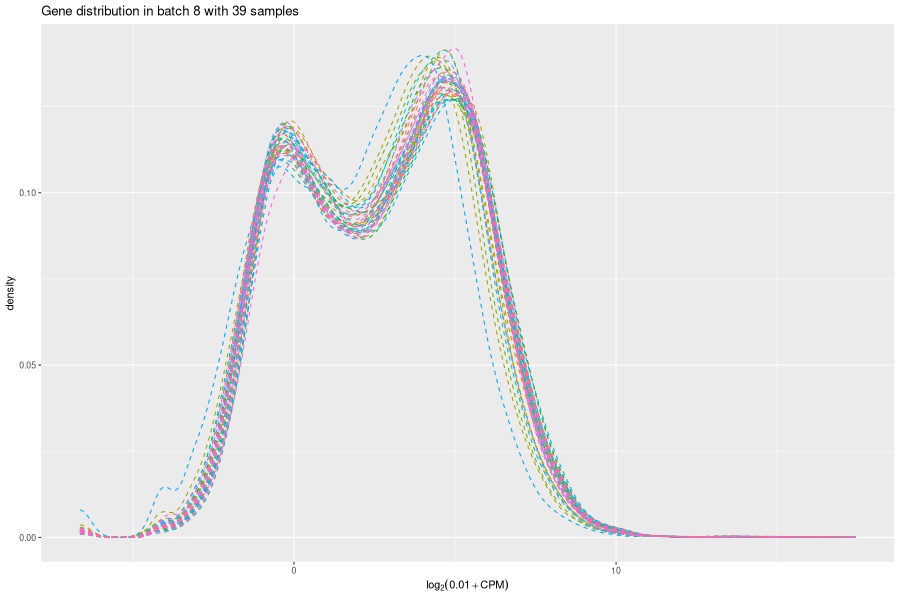 Gene distribution in batch 8 with 39 samples
density
0.10
0.05
0.00
0
10
log₂(0.01 + CPM)